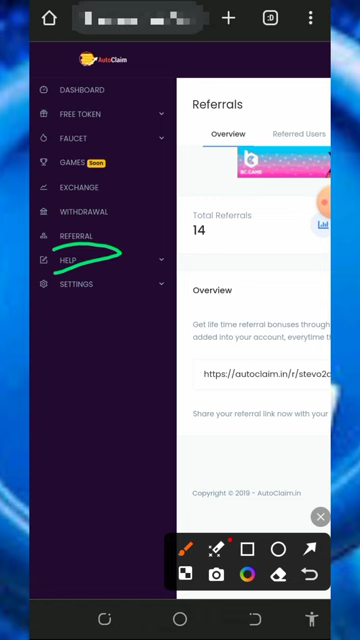 :D
AutoClaim
DASHBOARD
FREE TOKEN
FAUCET
GAMES Soon
EXCHANGE
WITHDRAWAL
REFERRAL
HELP
SETTINGS
Referrals
Overview Referred Users
BC.GAME
Total Referrals
14
Overview
Get life time referral bonuses through
added into your account, everytime
https://autoclaim.in/r/stevo2
Share your referral link now with your
Copyright © 2019 - AutoClaim.in